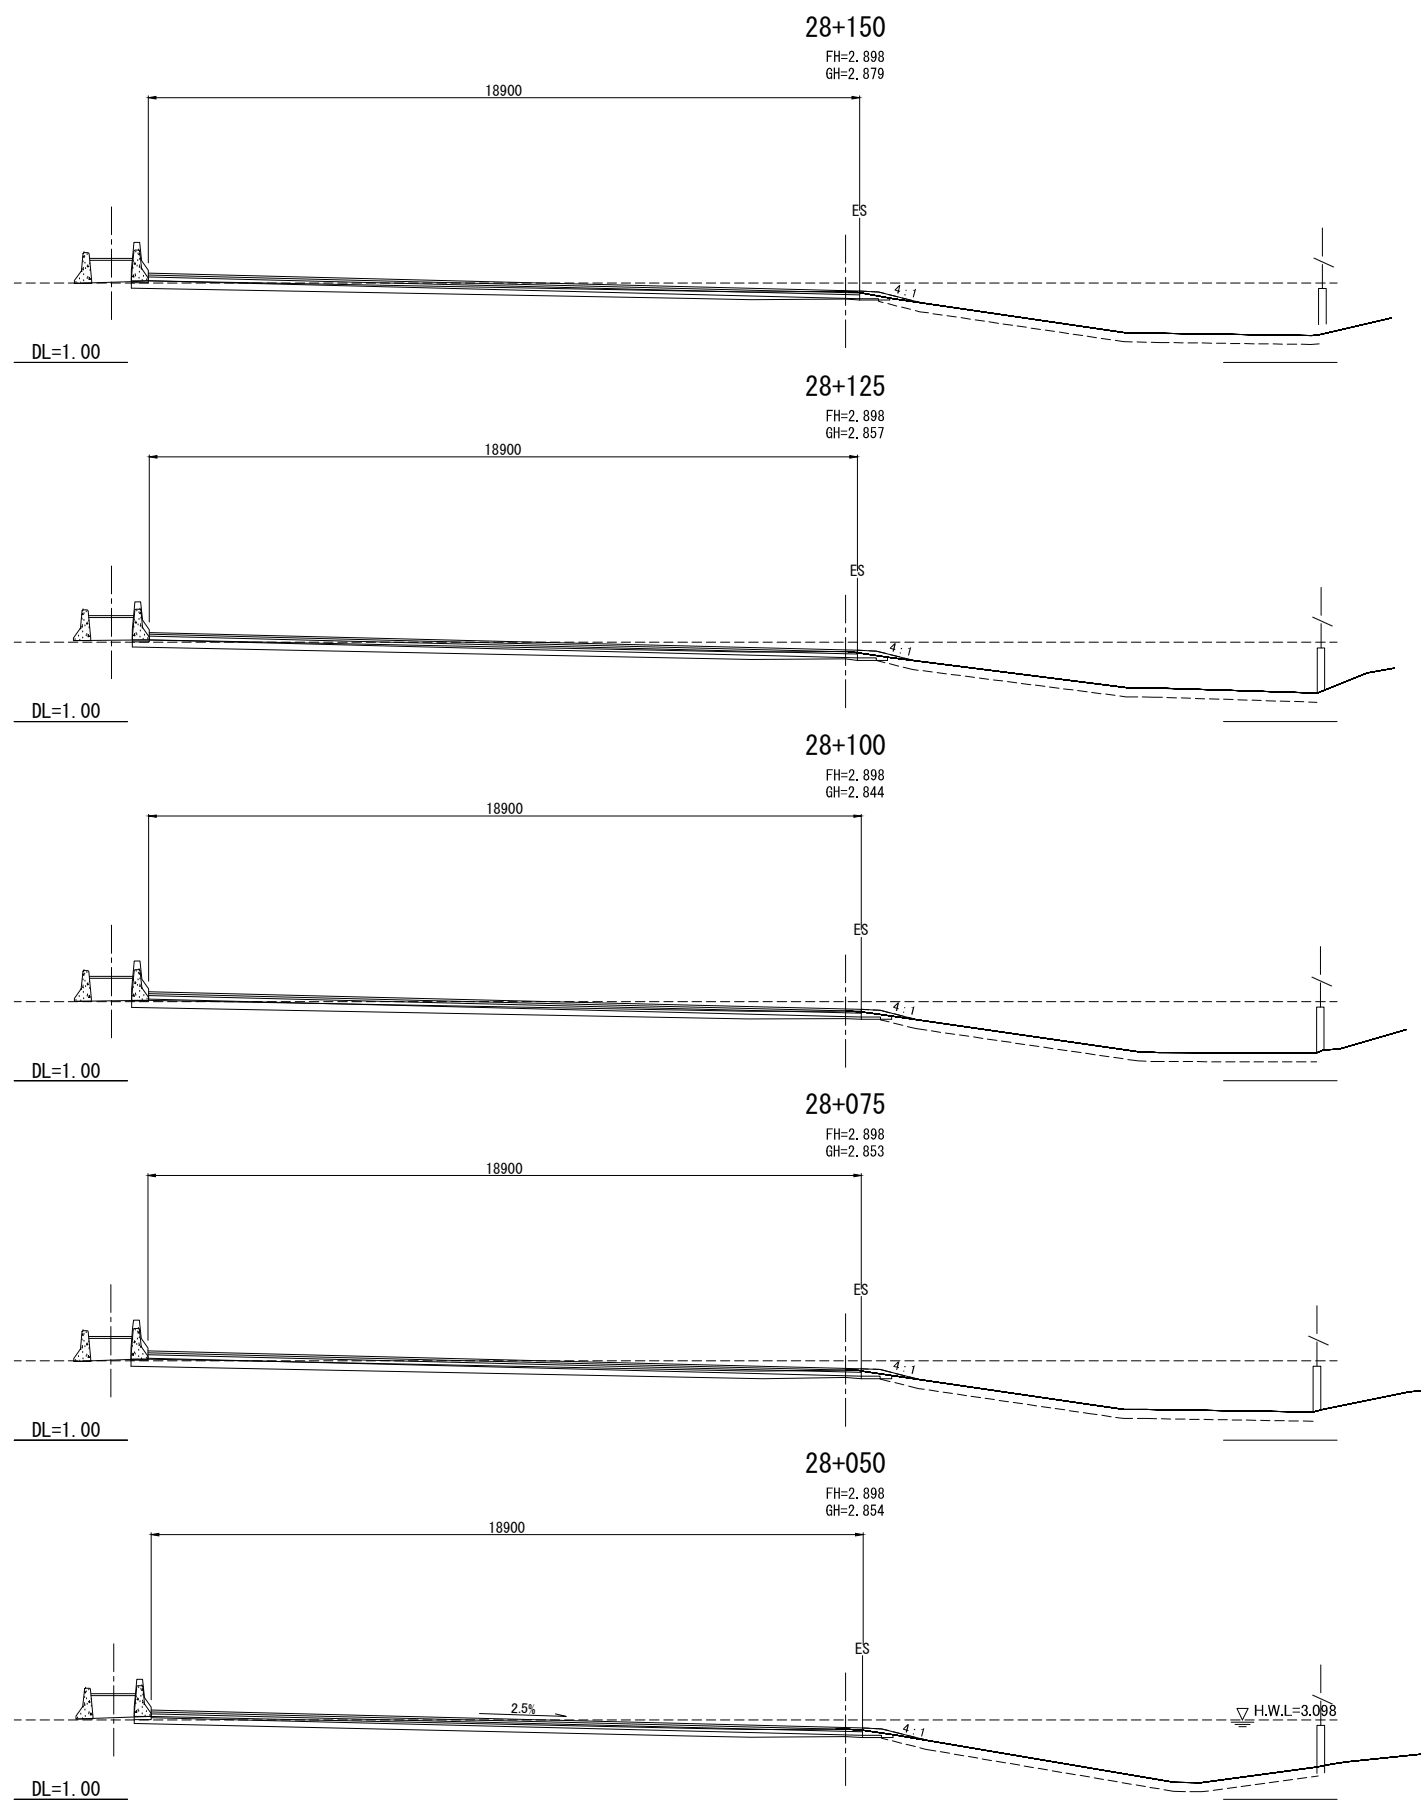 28+150
FH=2.898
GH=2.879
18900
ES
4:1
DL=1.00
28+125
FH=2.898
GH=2.857
18900
ES
4:1
DL=1.00
28+100
FH=2.898
GH=2.844
18900
ES
4:1
DL=1.00
28+075
FH=2.898
GH=2.853
18900
ES
4:1
DL=1.00
28+050
FH=2.898
GH=2.854
18900
ES
2.5%
H.W.L=3.098
4:1
DL=1.00